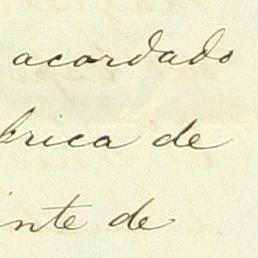 acordado
brica de
inte de